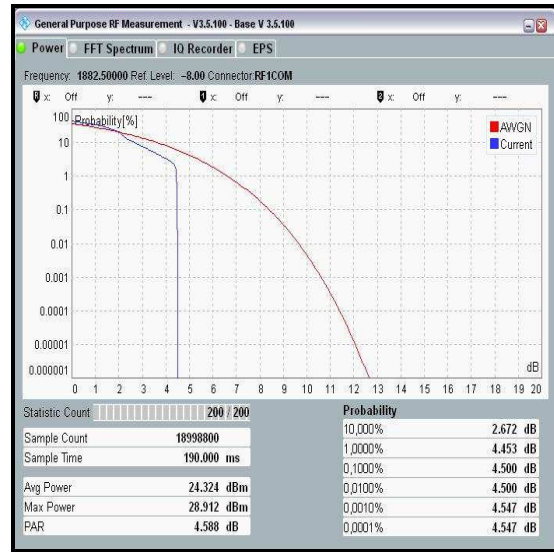 General Purpose RF Measurement - V3.5.100 - Base V 3.5.100
Power FFT Spectrum IQ Recorder EPS
Frequency: 1882.50000 Ref. Level: -8.00 Connector:RF1COM
R x: Off y: --- 1 x: Off y: --- 2 x: Off y: ---
Probability[%]
AWGN
Current
100
10
1
0.1
0.01
0.001
0.0001
0.00001
0.000001
dB
0 1 2 3 4 5 6 7 8 9 10 11 12 13 14 15 16 17 18 19 20
Statistic Count 200 / 200
Sample Count 18998800
Sample Time 190.000 ms
Avg Power 24.324 dBm
Max Power 28.912 dBm
PAR 4.588 dB
Probability
10,000% 2.672 dB
1,0000% 4.453 dB
0,1000% 4.500 dB
0,0100% 4.500 dB
0,0010% 4.547 dB
0,0001% 4.547 dB